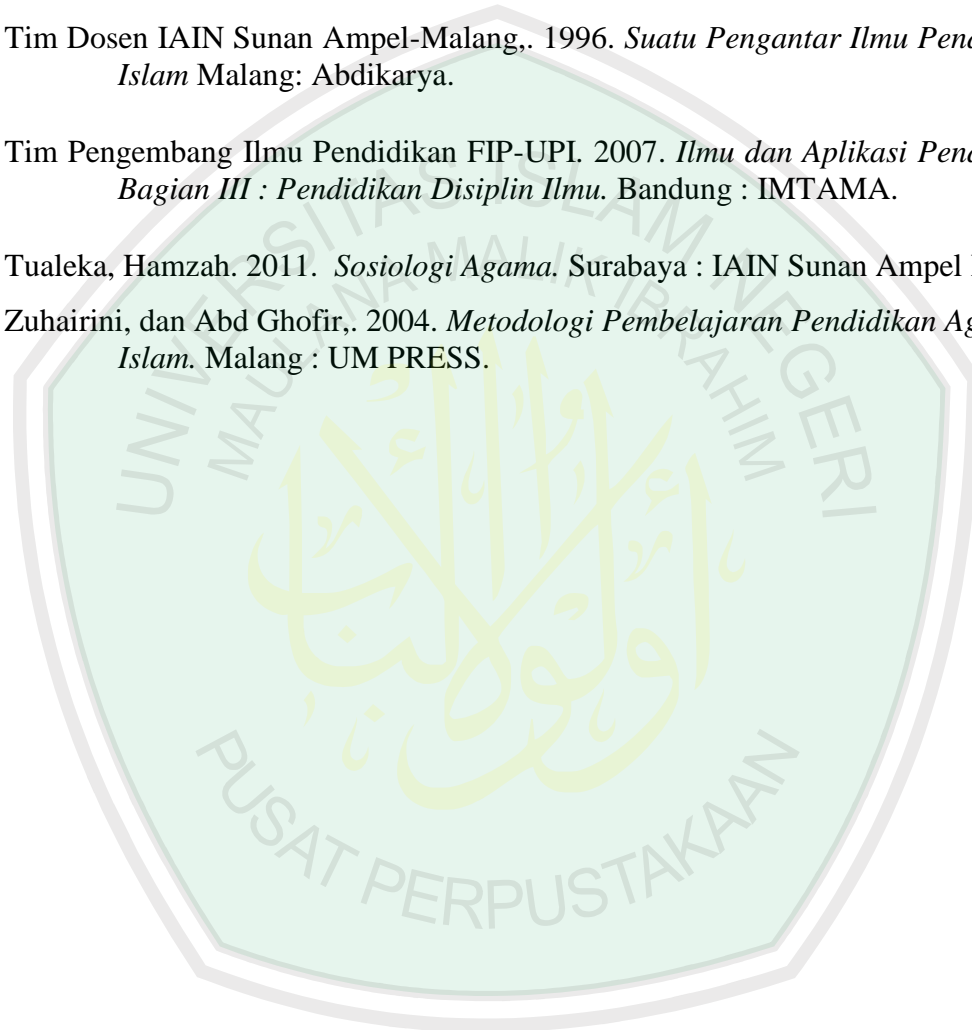 Tim Dosen IAIN Sunan Ampel-Malang,. 1996. Suatu Pengantar Ilmu
Islam Malang: Abdikarya.
Tim Pengembang Ilmu Pendidikan FIP-UPI. 2007. Ilmu dan Aplikasi
Bagian III : Pendidikan Disiplin Ilmu. Bandung : IMTAMA.
Tualeka, Hamzah. 2011. Sosiologi Agama. Surabaya : IAIN Sunan Ampel
Zuhairini, dan Abd Ghofir,. 2004. Metodologi Pembelajaran Pendidikan
Islam. Malang : UM PRESS.
UNIVERSITAS ISLAM NEGERI
MAULANA MALIK IBRAHIM
PUSAT PERPUSTAKAAN